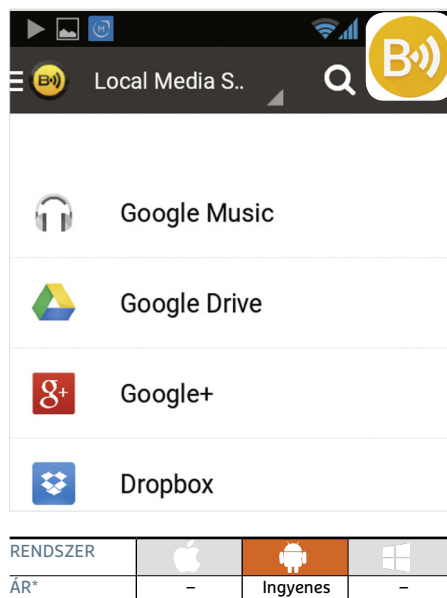 B
B
Local Media S..
Google Music
Google Drive
g+
Google+
Dropbox
RENDSZER
ÁR* – Ingyenes –